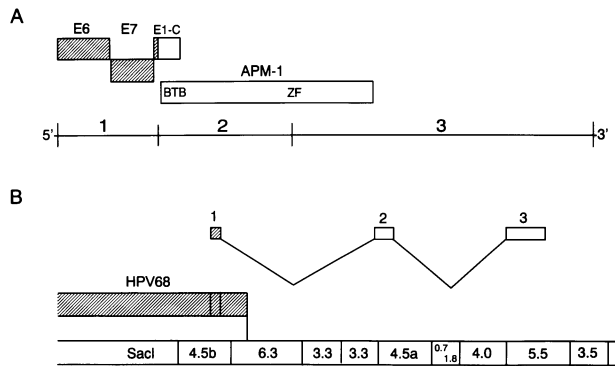 A
E6 E7 E1-C
APM-1
BTB ZF
5' 1 2 3 3'
B
1 2 3
HPV68
SacI 4.5b 6.3 3.3 3.3 4.5a 0.7 1.8 4.0 5.5 3.5